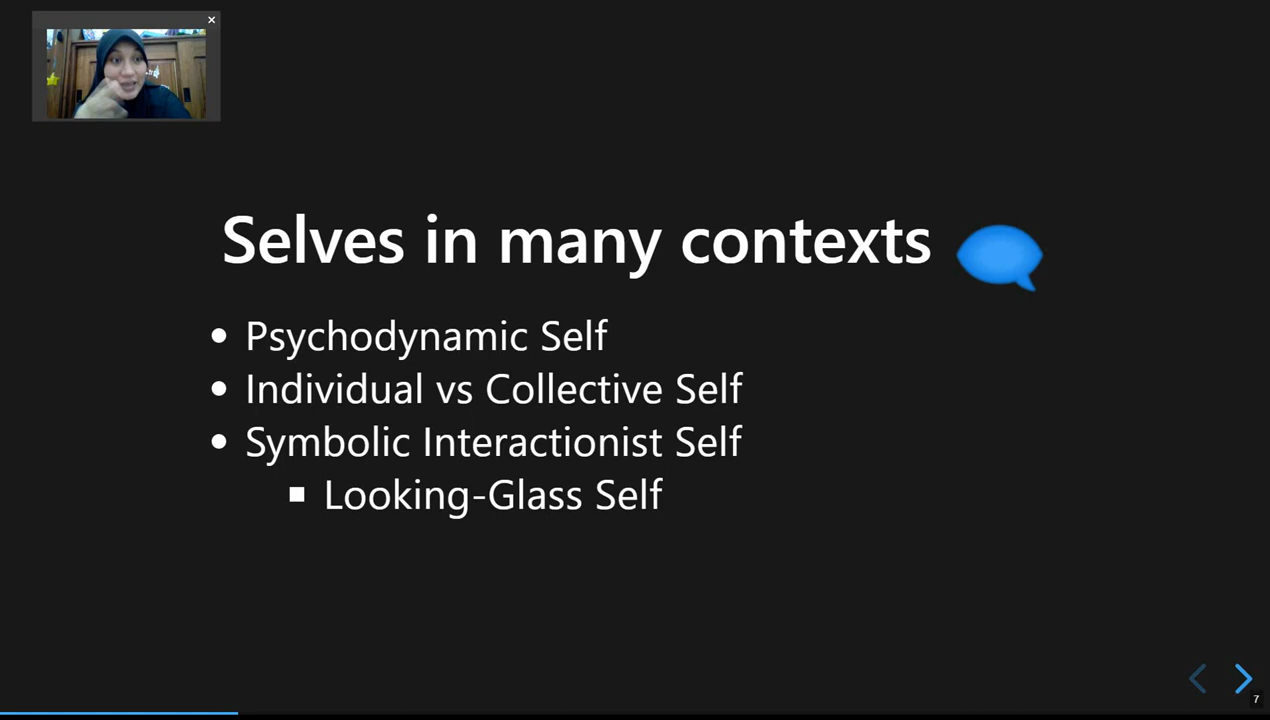 Selves in many contexts
• Psychodynamic Self
• Individual vs Collective Self
• Symbolic Interactionist Self
▪ Looking-Glass Self
7